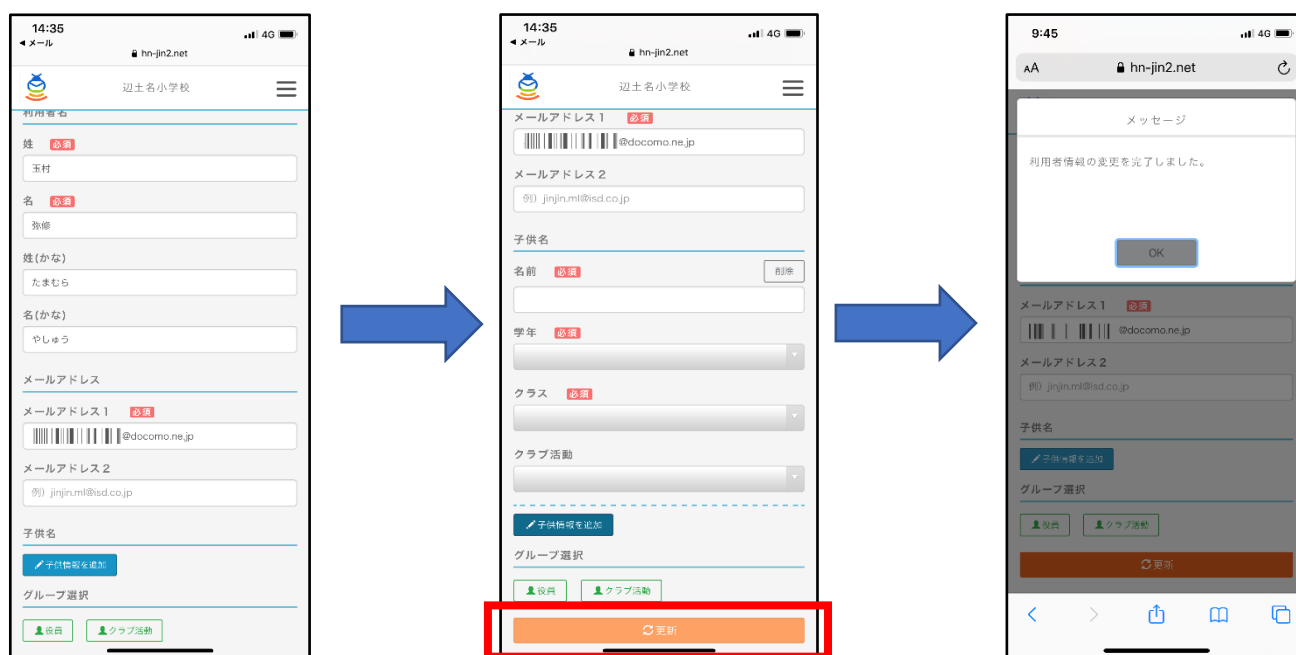 14:35
メール
4G
hn-jin2.net
辺土名小学校
利用者名
姓 必須
玉村
名 必須
弥修
姓(かな)
たまむら
名(かな)
やしゅう
メールアドレス
メールアドレス1 必須
@docomo.ne.jp
メールアドレス2
例) jinjin.ml@isd.co.jp
子供名
子供情報を追加
グループ選択
役員 クラブ活動
14:35
メール
4G
hn-jin2.net
辺土名小学校
メールアドレス1 必須
@docomo.ne.jp
メールアドレス2
例) jinjin.ml@isd.co.jp
子供名
名前 必須 削除
学年 必須
クラス 必須
クラブ活動
子供情報を追加
グループ選択
役員 クラブ活動
更新
9:45
4G
AA hn-jin2.net
メッセージ
利用者情報の変更を完了しました。
OK
メールアドレス1 必須
@docomo.ne.jp
メールアドレス2
例) jinjin.ml@isd.co.jp
子供名
子供情報を追加
グループ選択
役員 クラブ活動
更新